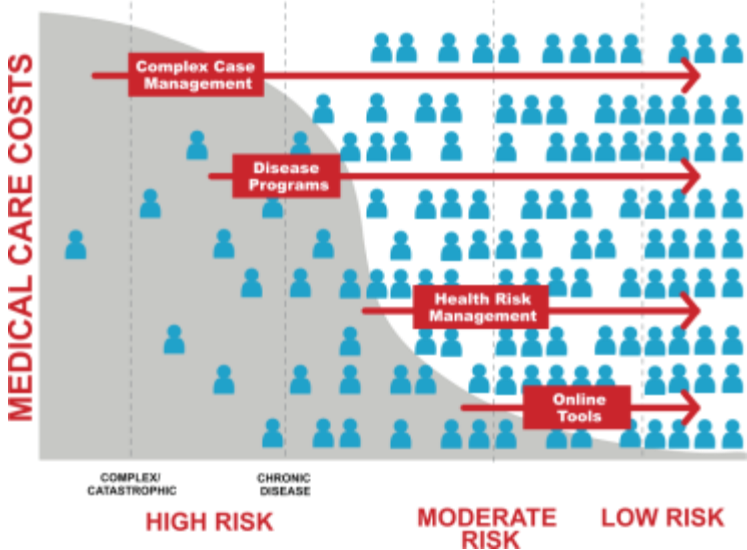 MEDICAL CARE COSTS
Complex Case
Management
Disease
Programs
Health Risk
Management
Online
Tools
COMPLEX/
CATASTROPHIC
CHRONIC
DISEASE
HIGH RISK
MODERATE
RISK
LOW RISK